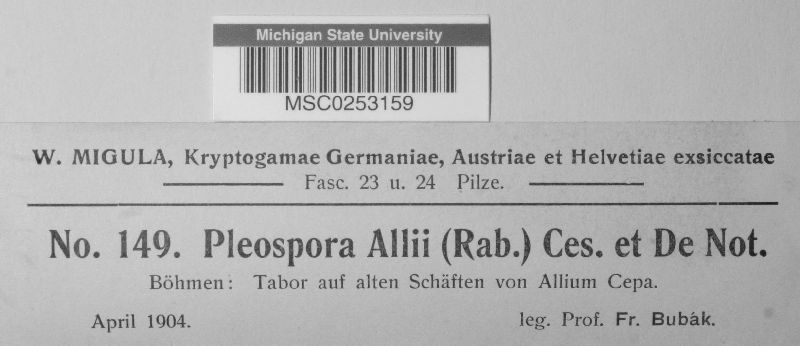 Michigan State University
MSC0253159
W. MIGULA, Kryptogamae Germaniae, Austriae et Helvetiae exsiccatae
Fasc. 23 u. 24 Pilze.
No. 149. Pleospora Allii (Rab.) Ces. et De Not.
Böhmen: Tabor auf alten Schäften von Allium Cepa.
April 1904. leg. Prof. Fr. Bubák.